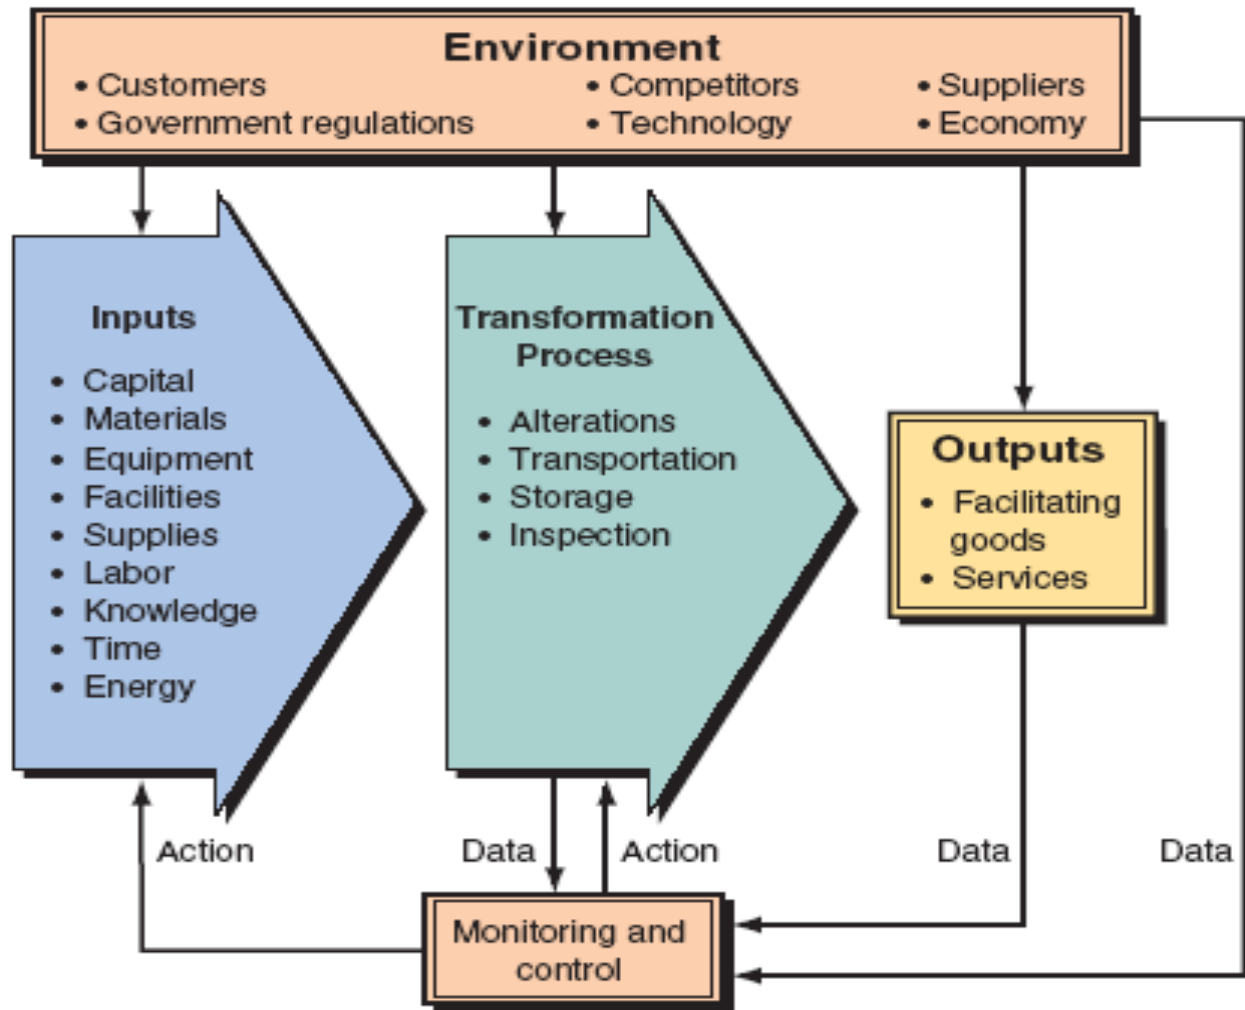 Environment
• Customers
• Government regulations
• Competitors
• Technology
• Suppliers
• Economy
Inputs
• Capital
• Materials
• Equipment
• Facilities
• Supplies
• Labor
• Knowledge
• Time
• Energy
Transformation
Process
• Alterations
• Transportation
• Storage
• Inspection
Outputs
• Facilitating
goods
• Services
Action
Data
Action
Data
Data
Monitoring and
control